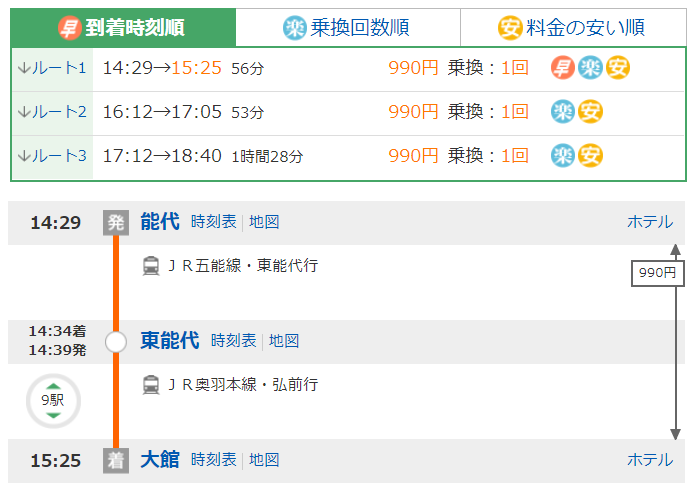 早 到着時刻順 楽 乗換回数順 安 料金の安い順
↓ルート1 14:29→15:25 56分 990円 乗換：1回 早 楽 安
↓ルート2 16:12→17:05 53分 990円 乗換：1回 楽 安
↓ルート3 17:12→18:40 1時間28分 990円 乗換：1回 楽 安
14:29 発 能代 時刻表 地図 ホテル
ＪＲ五能線・東能代行
990円
14:34着
14:39発
東能代 時刻表 地図
ＪＲ奥羽本線・弘前行
9駅
15:25 着 大館 時刻表 地図 ホテル